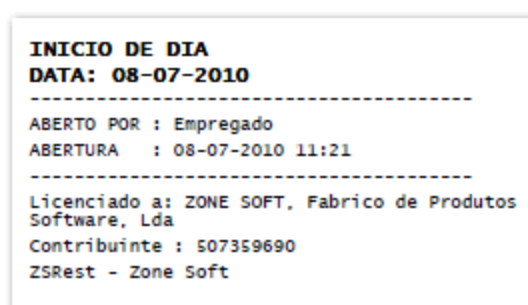 INICIO DE DIA
DATA: 08-07-2010
----------------------------------------
ABERTO POR : Empregado
ABERTURA   : 08-07-2010 11:21
----------------------------------------
Licenciado a: ZONE SOFT, Fabrico de Produtos
Software, Lda
Contribuinte : 507359690
ZSRest - Zone Soft